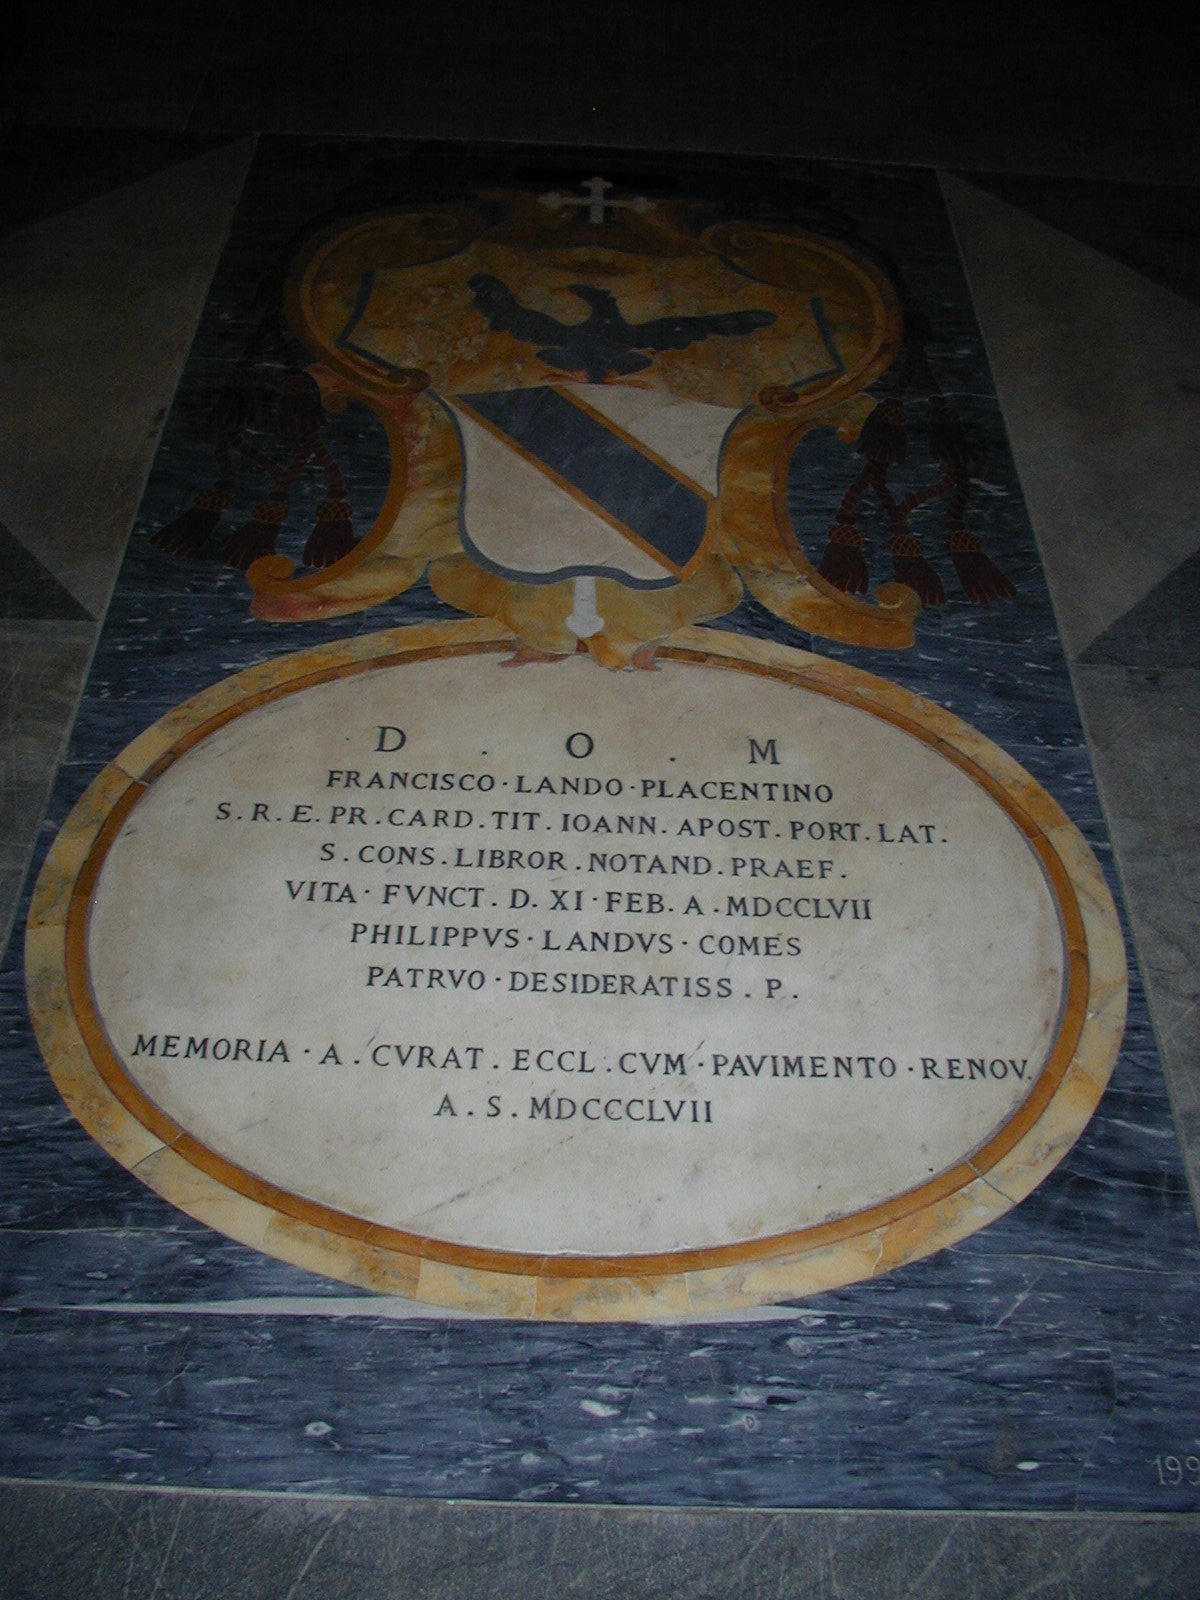 D . O . M
FRANCISCO · LANDO · PLACENTINO
S. R. E. PR. CARD. TIT. IOANN. APOST. PORT. LAT.
S. CONS. LIBROR. NOTAND. PRAEF.
VITA · FVNCT. D. XI · FEB. A. MDCCLVII
PHILIPPVS · LANDVS · COMES
PATRVO · DESIDERATISS. P.
MEMORIA · A. CVRAT. ECCL. CVM · PAVIMENTO · RENOV.
A. S. MDCCCLVII